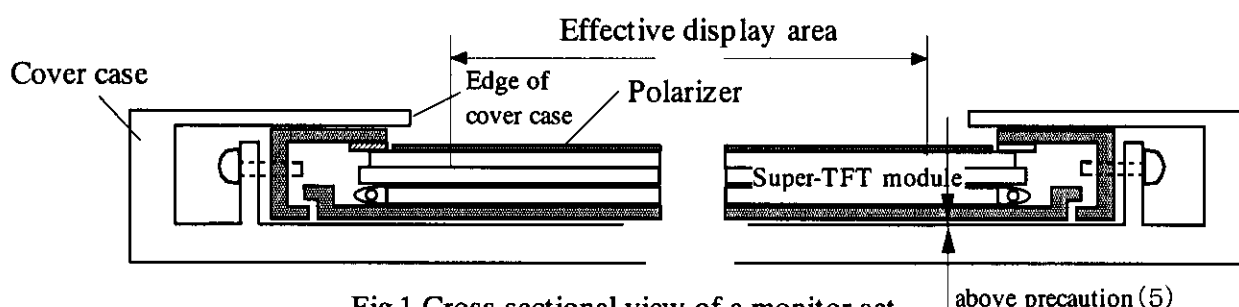 Effective display area
Cover case
Edge of
cover case
Polarizer
Super-TFT module
Fig.1 Cross sectional view of a monitor set
above precaution(5)